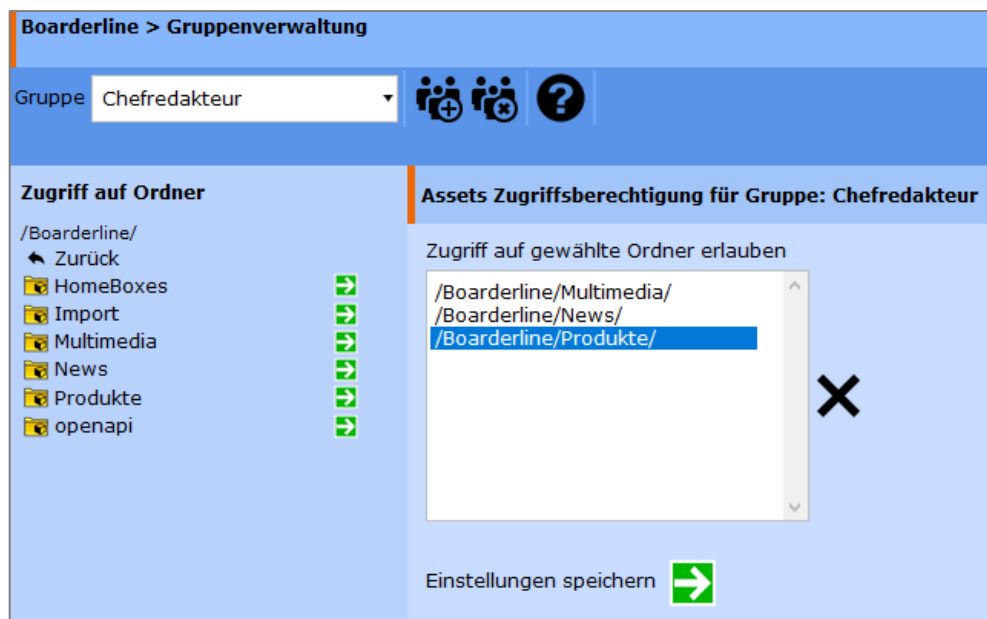 Boarderline > Gruppenverwaltung
Gruppe Chefredakteur
Zugriff auf Ordner
/Boarderline/
Zurück
HomeBoxes
Import
Multimedia
News
Produkte
openapi
Assets Zugriffsberechtigung für Gruppe: Chefredakteur
Zugriff auf gewählte Ordner erlauben
/Boarderline/Multimedia/
/Boarderline/News/
/Boarderline/Produkte/
Einstellungen speichern